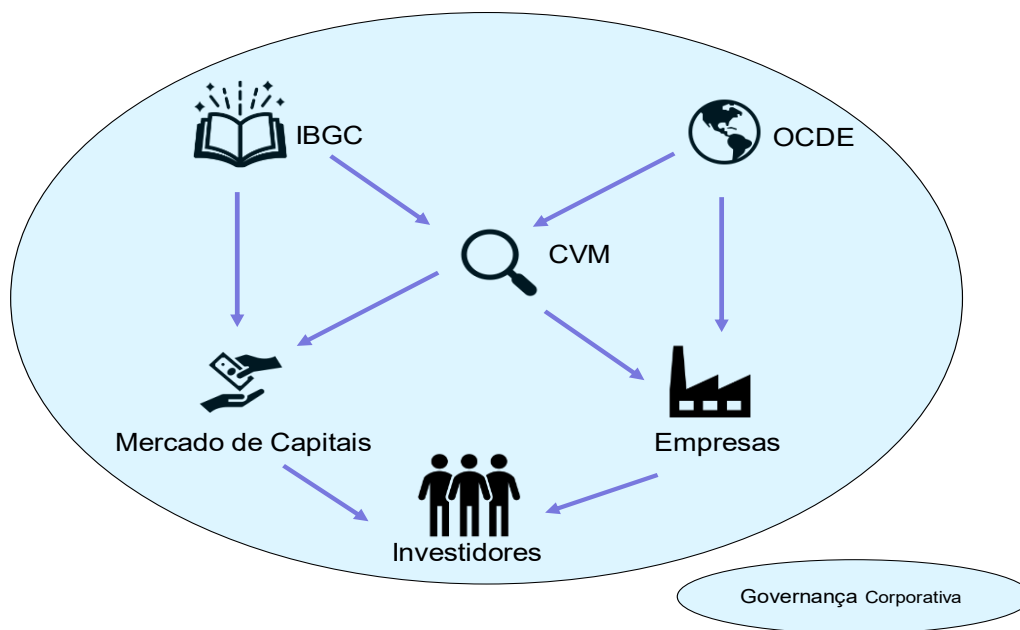 IBGC
OCDE
CVM
Mercado de Capitais
Empresas
Investidores
Governança Corporativa